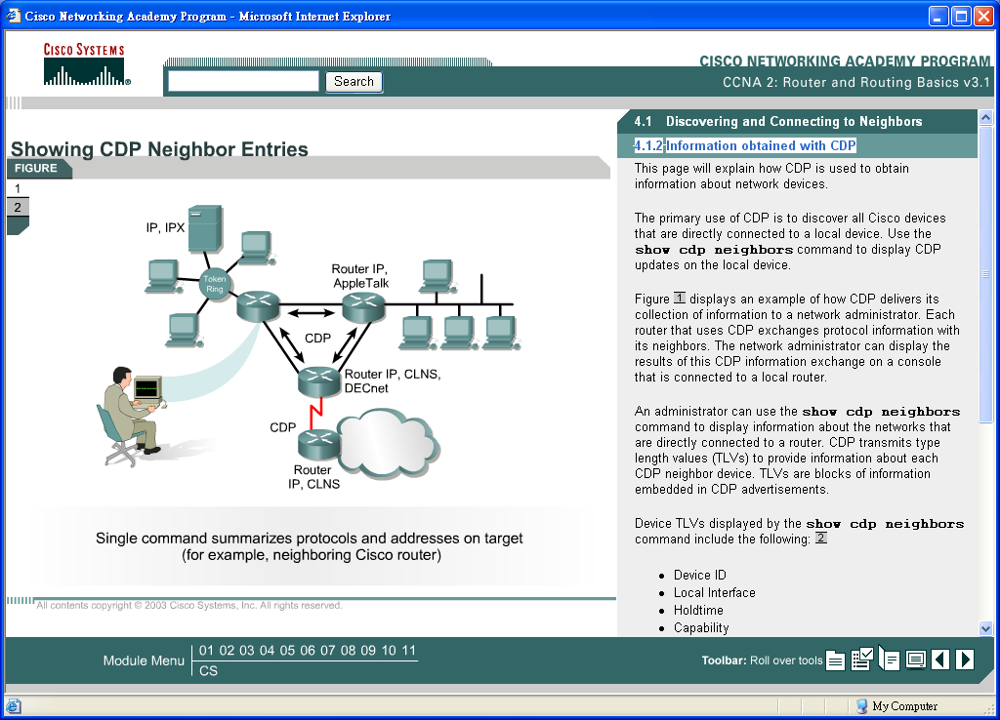 Cisco Networking Academy Program - Microsoft Internet Explorer
CISCO SYSTEMS
®
Search
CISCO NETWORKING ACADEMY PROGRAM
CCNA 2: Router and Routing Basics v3.1
Showing CDP Neighbor Entries
FIGURE
1
2
IP, IPX
Token
Ring
Router IP,
AppleTalk
CDP
Router IP, CLNS,
DECnet
CDP
Router
IP, CLNS
Single command summarizes protocols and addresses on target
(for example, neighboring Cisco router)
All contents copyright © 2003 Cisco Systems, Inc. All rights reserved.
4.1 Discovering and Connecting to Neighbors
4.1.2 Information obtained with CDP
This page will explain how CDP is used to obtain
information about network devices.
The primary use of CDP is to discover all Cisco devices
that are directly connected to a local device. Use the
show cdp neighbors command to display CDP
updates on the local device.
Figure 1 displays an example of how CDP delivers its
collection of information to a network administrator. Each
router that uses CDP exchanges protocol information with
its neighbors. The network administrator can display the
results of this CDP information exchange on a console
that is connected to a local router.
An administrator can use the show cdp neighbors
command to display information about the networks that
are directly connected to a router. CDP transmits type
length values (TLVs) to provide information about each
CDP neighbor device. TLVs are blocks of information
embedded in CDP advertisements.
Device TLVs displayed by the show cdp neighbors
command include the following: 2
• Device ID
• Local Interface
• Holdtime
• Capability
Module Menu
01 02 03 04 05 06 07 08 09 10 11
CS
Toolbar: Roll over tools
My Computer